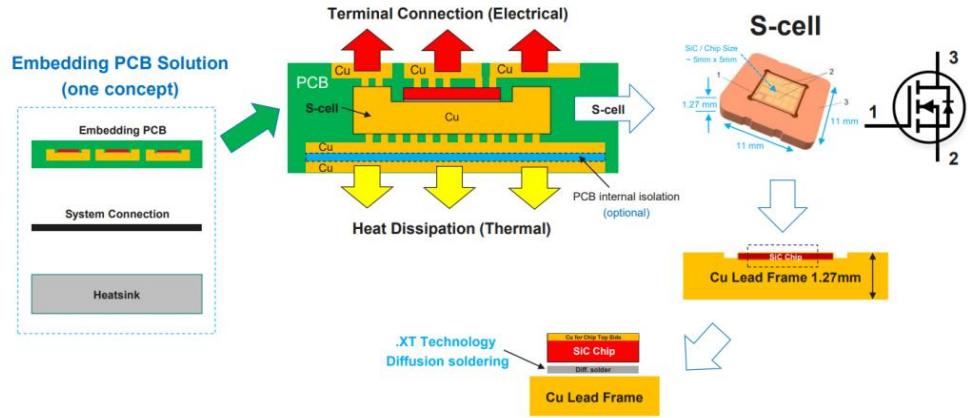 Embedding PCB Solution
(one concept)
Embedding PCB
System Connection
Heatsink
Terminal Connection (Electrical)
Cu
Cu
Cu
PCB
S-cell
Cu
Cu
Cu
PCB internal isolation
(optional)
Heat Dissipation (Thermal)
S-cell
S-cell
SiC / Chip Size
~ 5mm x 5mm
1
2
3
1.27 mm
11 mm
11 mm
3
1
2
SiC Chip
Cu Lead Frame 1.27mm
.XT Technology
Diffusion soldering
Cu for Chip Top Side
SiC Chip
Diff. solder
Cu Lead Frame